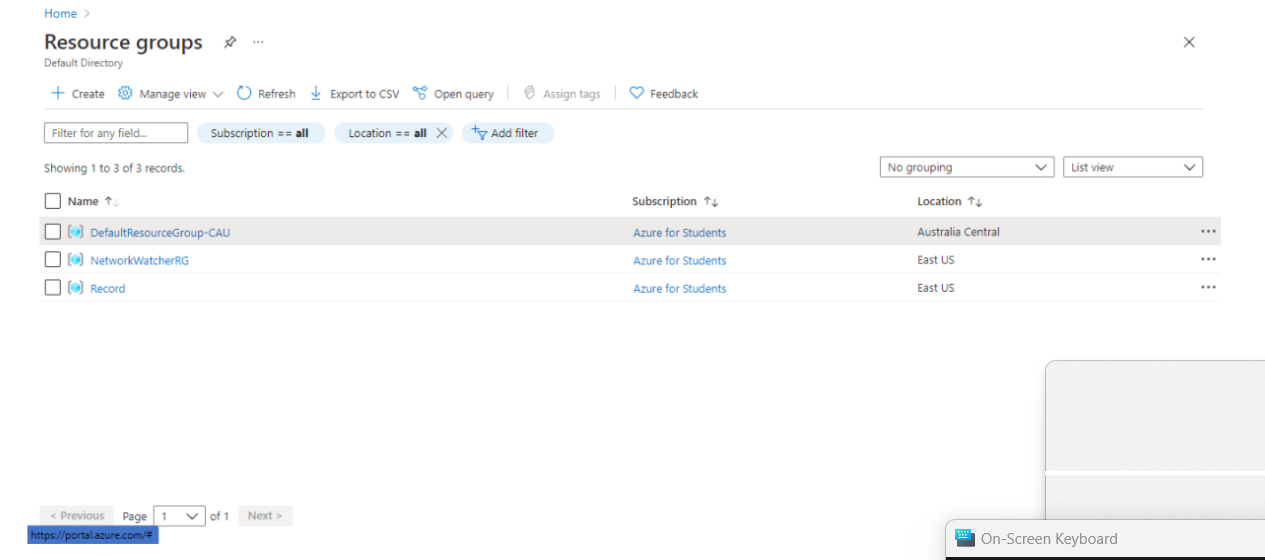 Home
Resource groups
Default Directory
Create Manage view Refresh Export to CSV Open query Assign tags Feedback
Filter for any field... Subscription == all Location == all Add filter
Showing 1 to 3 of 3 records. No grouping List view
Name Subscription Location
DefaultResourceGroup-CAU Azure for Students Australia Central
NetworkWatcherRG Azure for Students East US
Record Azure for Students East US
< Previous Page 1 of 1 Next >
https://portal.azure.com/#
On-Screen Keyboard